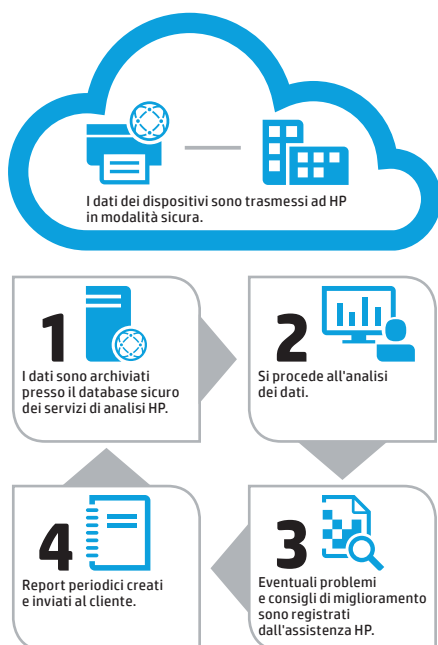 I dati dei dispositivi sono trasmessi ad HP
in modalità sicura.
1
I dati sono archiviati
presso il database sicuro
dei servizi di analisi HP.
2
Si procede all'analisi
dei dati.
4
Report periodici creati
e inviati al cliente.
3
Eventuali problemi
e consigli di miglioramento
sono registrati
dall'assistenza HP.